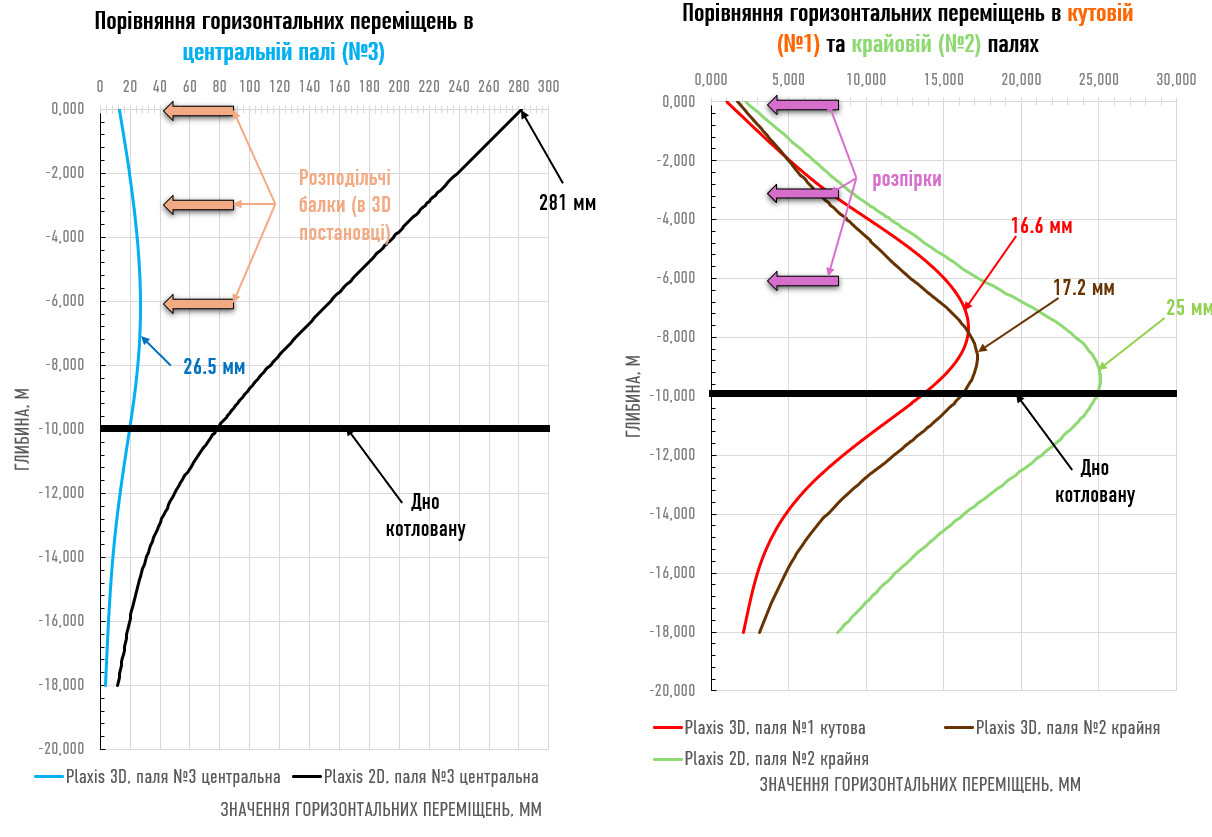 Порівняння горизонтальних переміщень в
центральній палі (№3)
0 20 40 60 80 100 120 140 160 180 200 220 240 260 280 300
0,000
-2,000
-4,000
-6,000
-8,000
-10,000
-12,000
-14,000
-16,000
-18,000
-20,000
ГЛИБИНА, М
Розподільчі
балки (в 3D
постановці)
281 мм
26.5 мм
Дно
котловану
Plaxis 3D, паля №3 центральна Plaxis 2D, паля №3 центральна
ЗНАЧЕННЯ ГОРИЗОНТАЛЬНИХ ПЕРЕМІЩЕНЬ, ММ
Порівняння горизонтальних переміщень в кутовій
(№1) та крайовій (№2) палях
0,000 5,000 10,000 15,000 20,000 25,000 30,000
0,000
-2,000
-4,000
-6,000
-8,000
-10,000
-12,000
-14,000
-16,000
-18,000
-20,000
ГЛИБИНА, М
розпірки
16.6 мм
17.2 мм
25 мм
Дно
котловану
Plaxis 3D, паля №1 кутова Plaxis 3D, паля №2 крайня
Plaxis 2D, паля №2 крайня
ЗНАЧЕННЯ ГОРИЗОНТАЛЬНИХ ПЕРЕМІЩЕНЬ, ММ